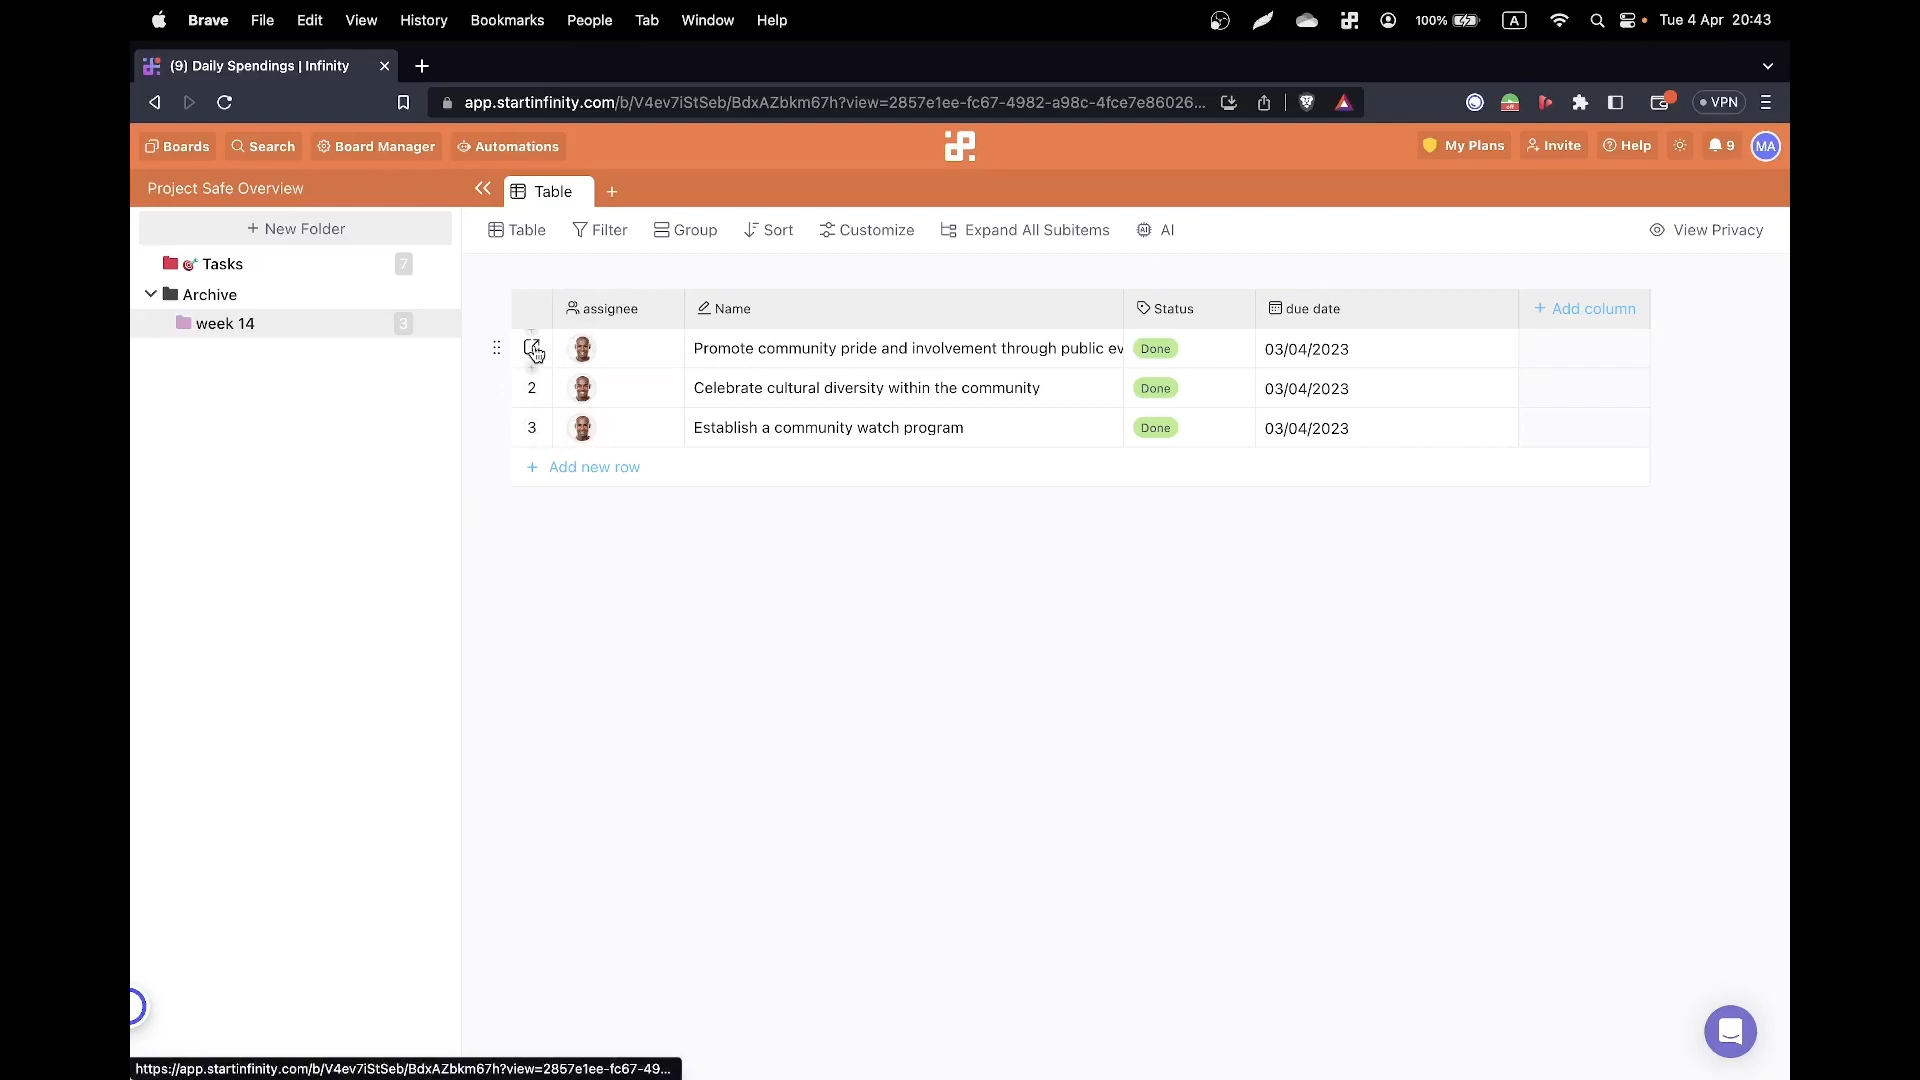 Brave File Edit View History Bookmarks People Tab Window Help 100% A Tue 4 Apr 20:43
(9) Daily Spendings | Infinity
app.startinfinity.com/b/V4ev7iStSeb/BdxAZbkm67h?view=2857e1ee-fc67-4982-a98c-4fce7e86026... off VPN
Boards Search Board Manager Automations My Plans Invite Help 9 MA
Project Safe Overview Table
+ New Folder Table Filter Group Sort Customize Expand All Subitems AI View Privacy
Tasks 7
Archive
week 14 3
assignee Name Status due date + Add column
Promote community pride and involvement through public ev Done 03/04/2023
2 Celebrate cultural diversity within the community Done 03/04/2023
3 Establish a community watch program Done 03/04/2023
+ Add new row
https://app.startinfinity.com/b/V4ev7iStSeb/BdxAZbkm67h?view=2857e1ee-fc67-49...